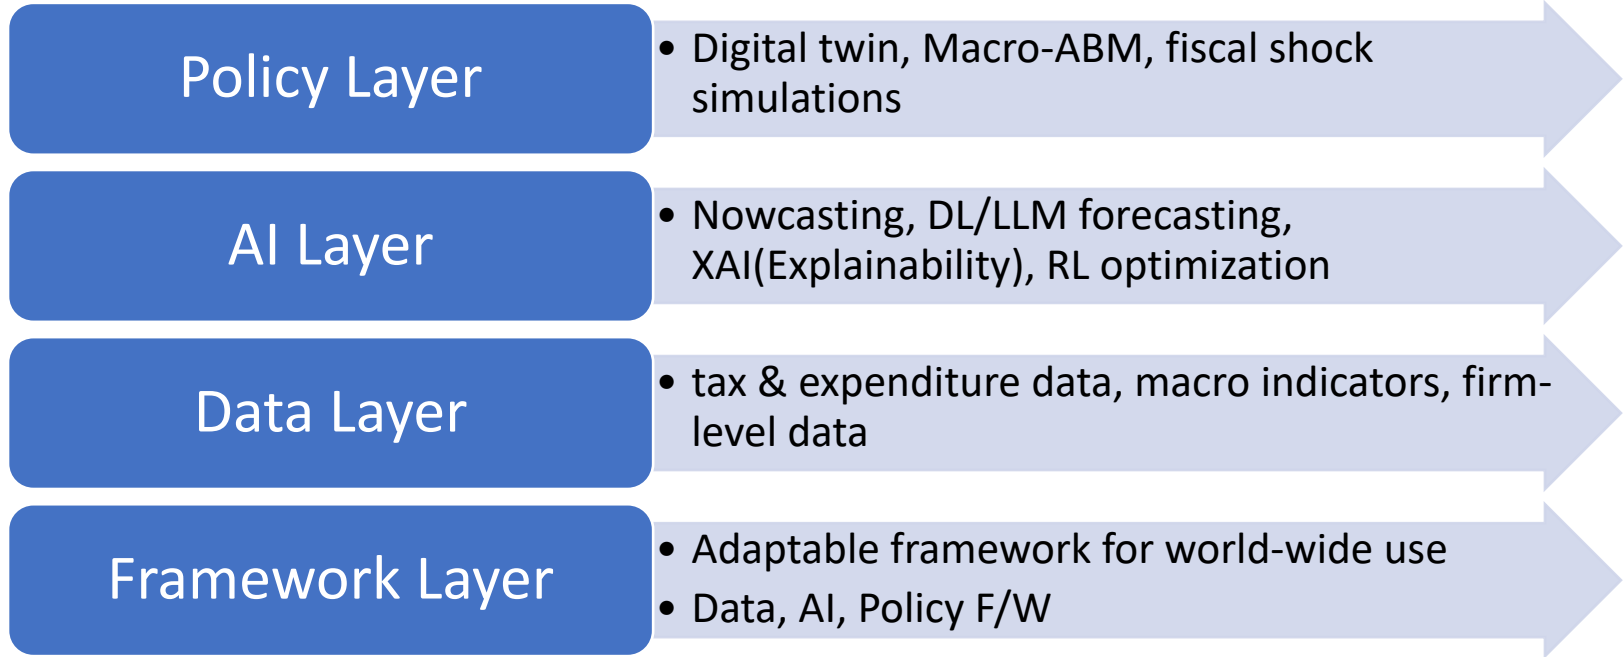 Policy Layer
• Digital twin, Macro-ABM, fiscal shock
simulations
AI Layer
• Nowcasting, DL/LLM forecasting,
XAI(Explainability), RL optimization
Data Layer
• tax & expenditure data, macro indicators, firm-
level data
Framework Layer
• Adaptable framework for world-wide use
• Data, AI, Policy F/W